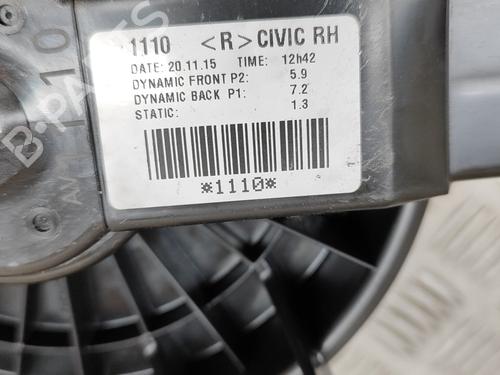 1110 <R> CIVIC RH
DATE: 20.11.15 TIME: 12h42
DYNAMIC FRONT P2: 5.9
DYNAMIC BACK P1: 7.2
STATIC: 1.3
*1110*